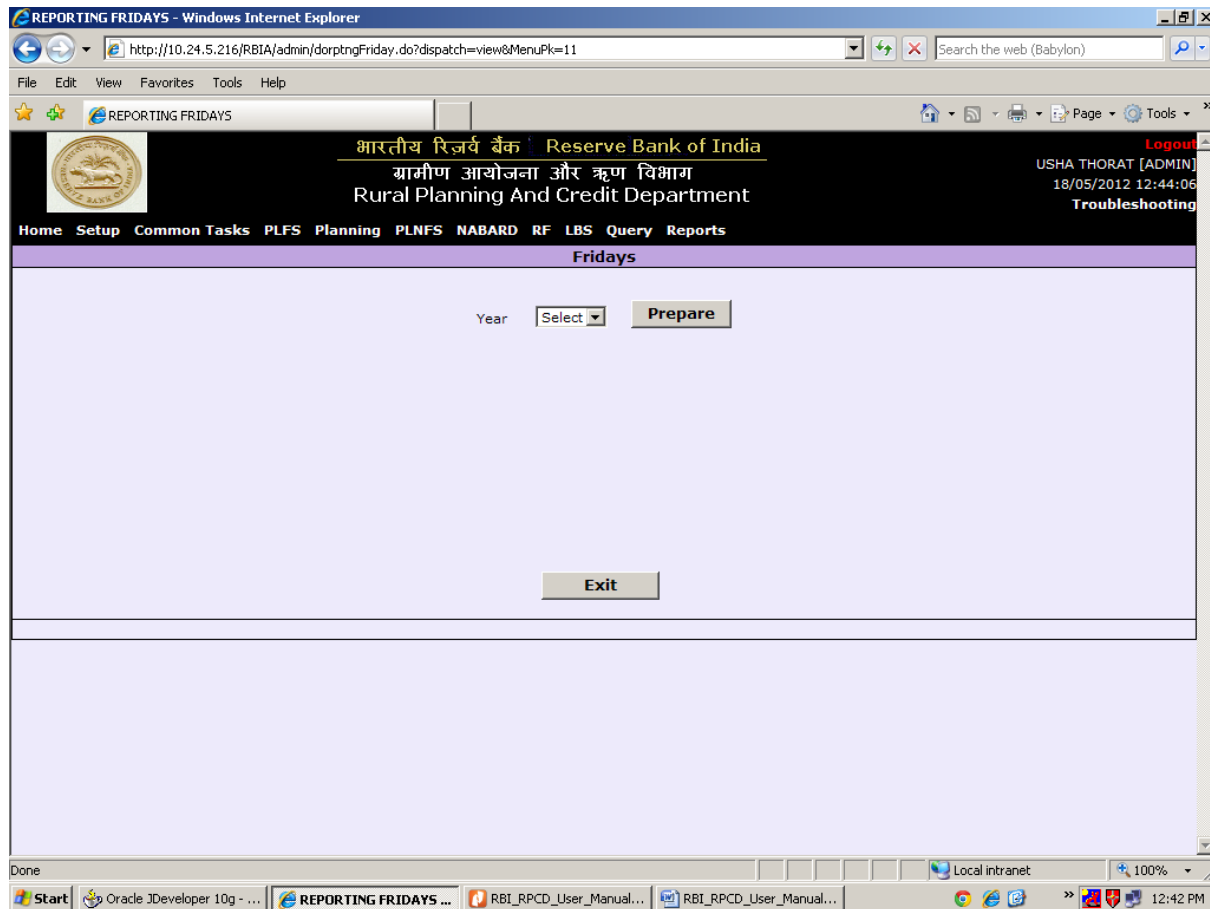 REPORTING FRIDAYS - Windows Internet Explorer
http://10.24.5.216/RBIA/admin/dorptngFriday.do?dispatch=view&MenuPk=11
Search the web (Babylon)
File Edit View Favorites Tools Help
REPORTING FRIDAYS
Page Tools
भारतीय रिज़र्व बैंक Reserve Bank of India
ग्रामीण आयोजना और ऋण विभाग
Rural Planning And Credit Department
Logout
USHA THORAT [ADMIN]
18/05/2012 12:44:06
Troubleshooting
Home Setup Common Tasks PLFS Planning PLNFS NABARD RF LBS Query Reports
Fridays
Year Select Prepare
Exit
Done Local intranet 100%
Start Oracle JDeveloper 10g - ... REPORTING FRIDAYS ... RBI_RPCD_User_Manual... RBI_RPCD_User_Manual... 12:42 PM